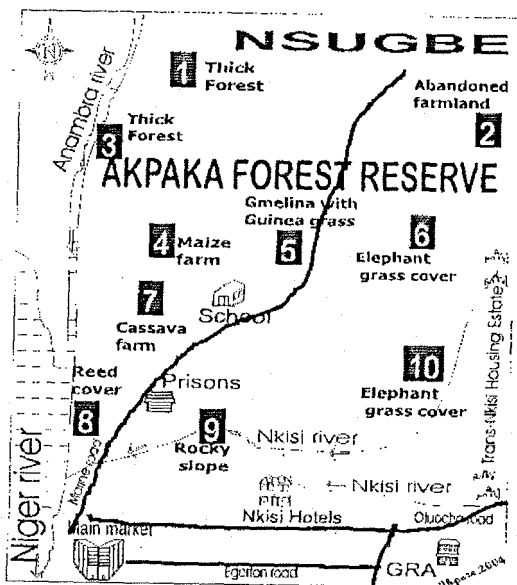 NSUGBE
N
1 Thick
Forest
Abandoned
farmland
2
Anambra river
Thick
Forest
3
AKPAKA FOREST RESERVE
Gmelina with
Guinea grass
4 Maize
farm
5
6
Elephant
grass cover
7
Cassava
farm
School
Trans-Nkisi Housing Estate
Reed
cover
Prisons
10
Elephant
grass cover
8
9
Rocky
slope
Nkisi river
Marine road
Nkisi river
Niger river
Nkisi Hotels
Main market
Egerton road
GRA
2004